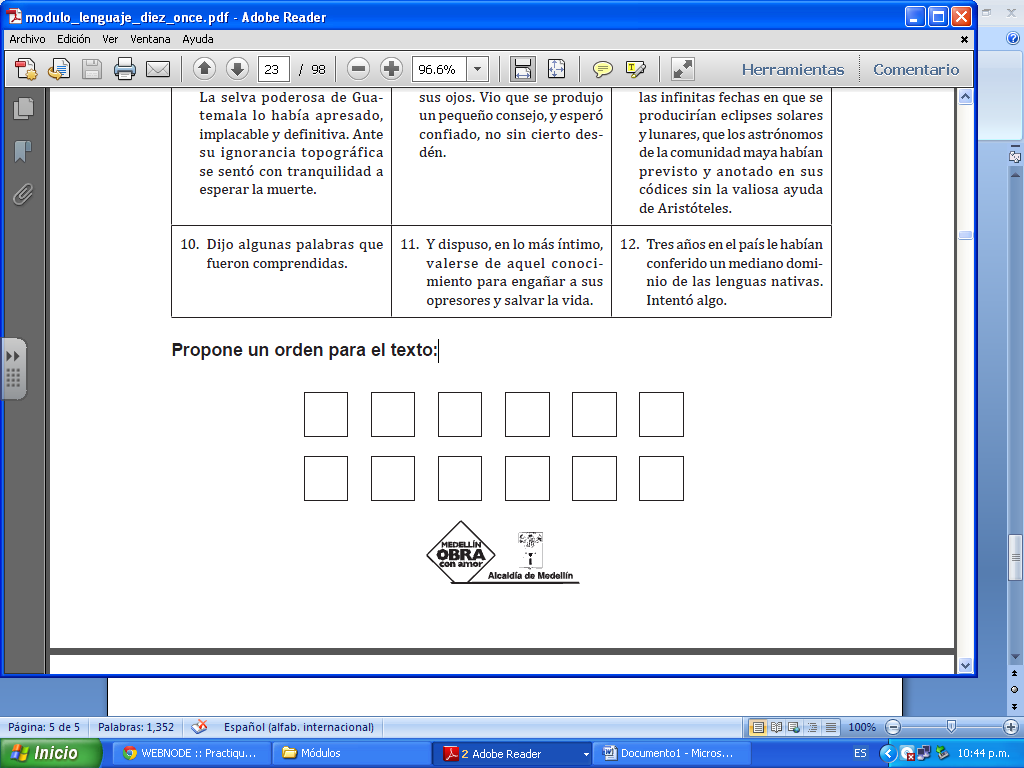 modulo_lenguaje_diez_once.pdf - Adobe Reader
Archivo Edición Ver Ventana Ayuda
23 / 98 96.6% Herramientas Comentario
La selva poderosa de Gua-
temala lo había apresado,
implacable y definitiva. Ante
su ignorancia topográfica
se sentó con tranquilidad a
esperar la muerte.
sus ojos. Vio que se produjo
un pequeño consejo, y esperó
confiado, no sin cierto des-
dén.
las infinitas fechas en que se
producirían eclipses solares
y lunares, que los astrónomos
de la comunidad maya habían
previsto y anotado en sus
códices sin la valiosa ayuda
de Aristóteles.
10. Dijo algunas palabras que
fueron comprendidas.
11. Y dispuso, en lo más íntimo,
valerse de aquel conoci-
miento para engañar a sus
opresores y salvar la vida.
12. Tres años en el país le habían
conferido un mediano domi-
nio de las lenguas nativas.
Intentó algo.
Propone un orden para el texto:
MEDELLÍN
OBRA
con amor
Alcaldía de Medellín
Página: 5 de 5 Palabras: 1,352 Español (alfab. internacional) 100%
Inicio WEBNODE :: Practiqu... Módulos 2 Adobe Reader Documento1 - Micros... ES 10:44 p.m.